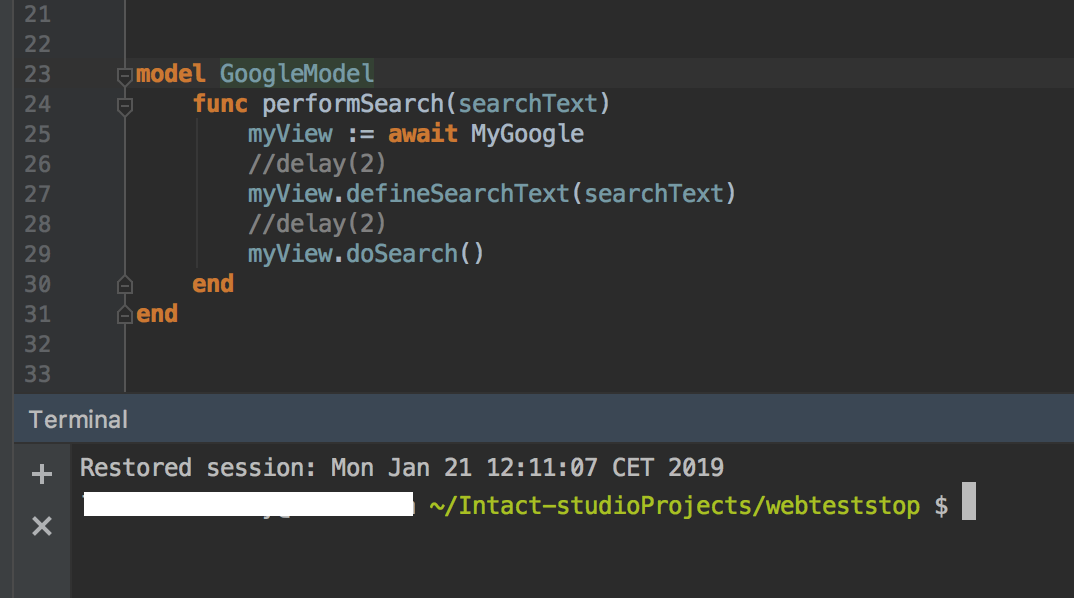 21
22
23 model GoogleModel
24 func performSearch(searchText)
25 myView := await MyGoogle
26 //delay(2)
27 myView.defineSearchText(searchText)
28 //delay(2)
29 myView.doSearch()
30 end
31 end
32
33
Terminal
+ Restored session: Mon Jan 21 12:11:07 CET 2019
~/Intact-studioProjects/webteststop $
×